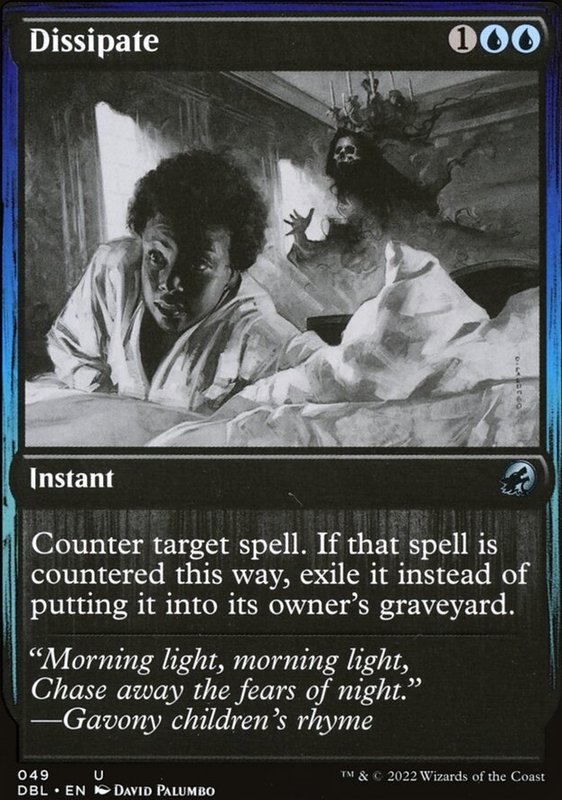 Dissipate 1
Instant
Counter target spell. If that spell is
countered this way, exile it instead of
putting it into its owner's graveyard.
“Morning light, morning light,
Chase away the fears of night.”
—Gavony children's rhyme
049 U
DBL • EN DAVID PALUMBO
™ & © 2022 Wizards of the Coast